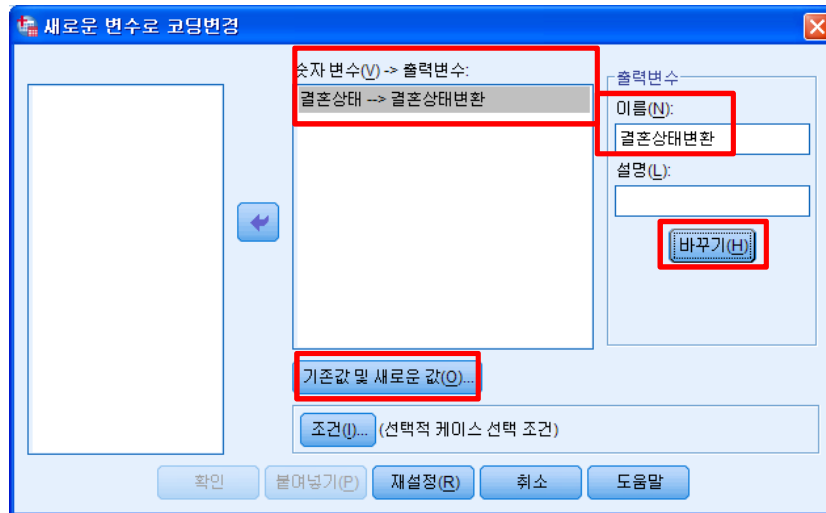 새로운 변수로 코딩변경
숫자 변수(V) -> 출력변수:
결혼상태 --> 결혼상태변환
출력변수
이름(N):
결혼상태변환
설명(L):
바꾸기(H)
기존값 및 새로운 값(O)...
조건(I)... (선택적 케이스 선택 조건)
확인 붙여넣기(P) 재설정(R) 취소 도움말